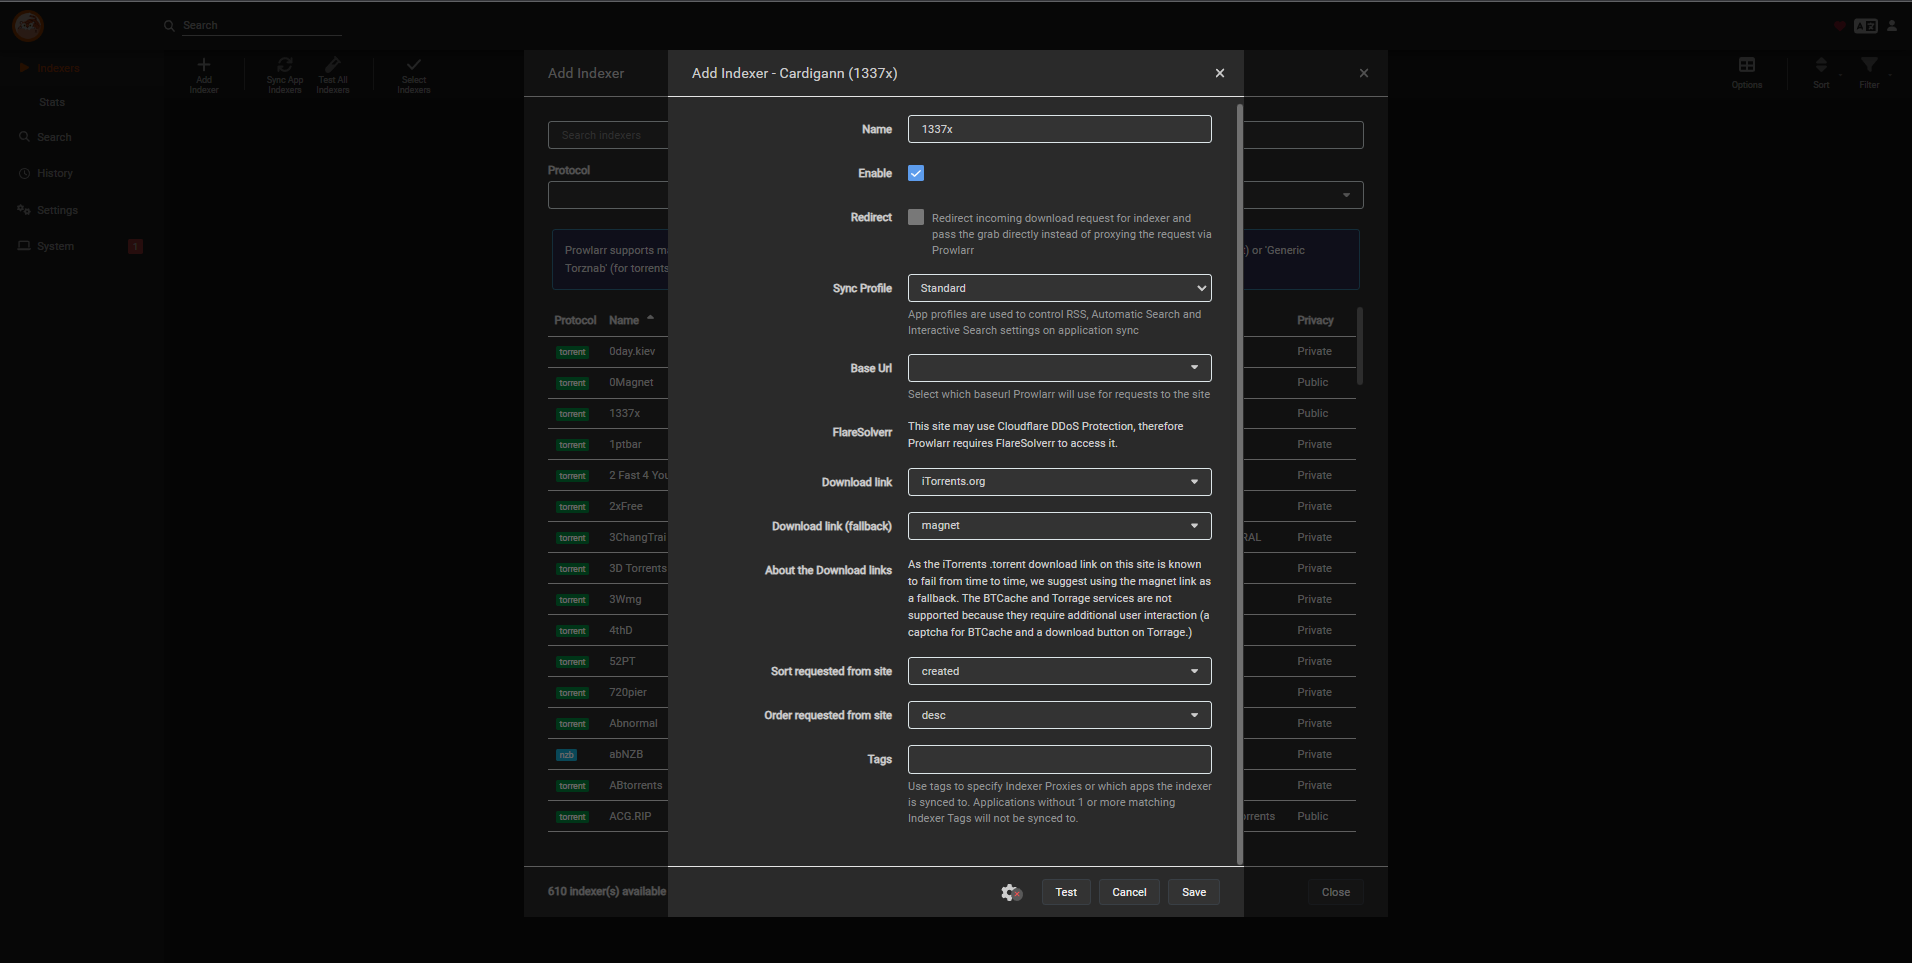 Search
Indexers
Stats
Search
History
Settings
System
1
Add
Indexer
Sync App
Indexers
Test All
Indexers
Select
Indexers
Options
Sort
Filter
Add Indexer
Search indexers
Protocol
Prowlarr supports m
) or 'Generic
Torznab' (for torrents
Protocol Name Privacy
torrent 0day.kiev Private
torrent 0Magnet Public
torrent 1337x Public
torrent 1ptbar Private
torrent 2 Fast 4 You Private
torrent 2xFree Private
torrent 3ChangTrai RAL Private
torrent 3D Torrents Private
torrent 3Wmg Private
torrent 4thD Private
torrent 52PT Private
torrent 720pier Private
torrent Abnormal Private
nzb abNZB Private
torrent ABtorrents Private
torrent ACG.RIP orrents Public
610 indexer(s) available
Close
Add Indexer - Cardigann (1337x)
Name 1337x
Enable
Redirect
Redirect incoming download request for indexer and
pass the grab directly instead of proxying the request via
Prowlarr
Sync Profile Standard
App profiles are used to control RSS, Automatic Search and
Interactive Search settings on application sync
Base Url
Select which baseurl Prowlarr will use for requests to the site
FlareSolverr
This site may use Cloudflare DDoS Protection, therefore
Prowlarr requires FlareSolverr to access it.
Download link iTorrents.org
Download link (fallback) magnet
About the Download links
As the iTorrents .torrent download link on this site is known
to fail from time to time, we suggest using the magnet link as
a fallback. The BTCache and Torrage services are not
supported because they require additional user interaction (a
captcha for BTCache and a download button on Torrage.)
Sort requested from site created
Order requested from site desc
Tags
Use tags to specify Indexer Proxies or which apps the indexer
is synced to. Applications without 1 or more matching
Indexer Tags will not be synced to.
Test
Cancel
Save